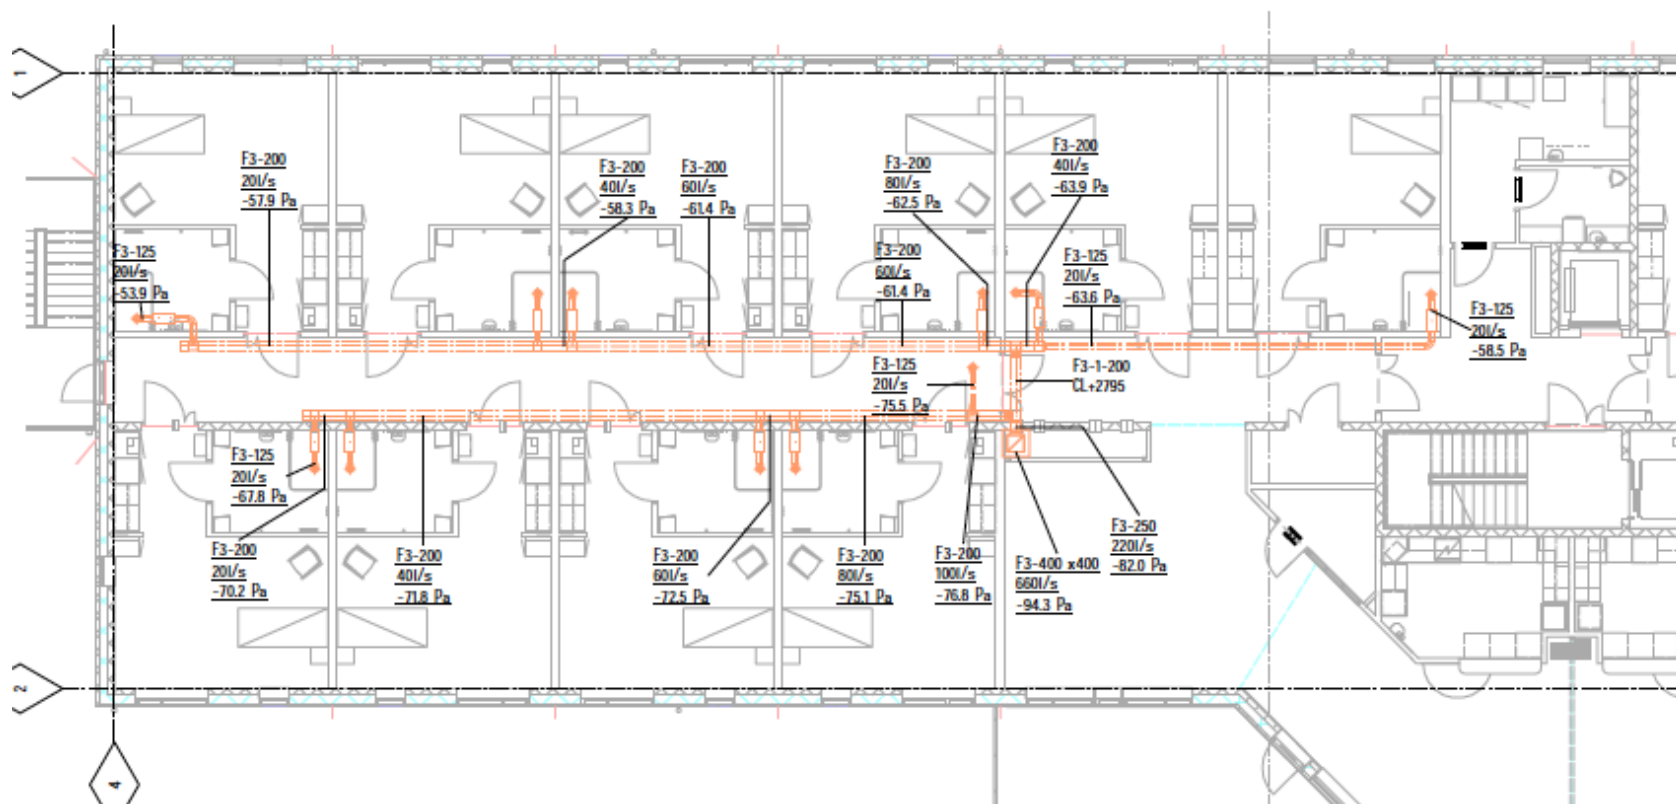 1
F3-200
20l/s
-57.9 Pa
F3-200
40l/s
-58.3 Pa
F3-200
60l/s
-61.4 Pa
F3-200
80l/s
-62.5 Pa
F3-200
40l/s
-63.9 Pa
F3-125
20l/s
-53.9 Pa
F3-200
60l/s
-61.4 Pa
F3-125
20l/s
-63.6 Pa
F3-125
20l/s
-58.5 Pa
F3-125
20l/s
-75.5 Pa
F3-1-200
CL+2795
F3-125
20l/s
-67.8 Pa
F3-200
20l/s
-70.2 Pa
F3-200
40l/s
-71.8 Pa
F3-200
60l/s
-72.5 Pa
F3-200
80l/s
-75.1 Pa
F3-200
100l/s
-76.8 Pa
F3-400 x400
660l/s
-94.3 Pa
F3-250
220l/s
-82.0 Pa
2
4